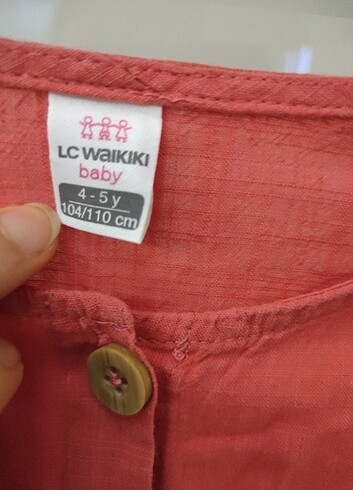 LC WAIKIKI
baby
4 - 5 y
104/110 cm